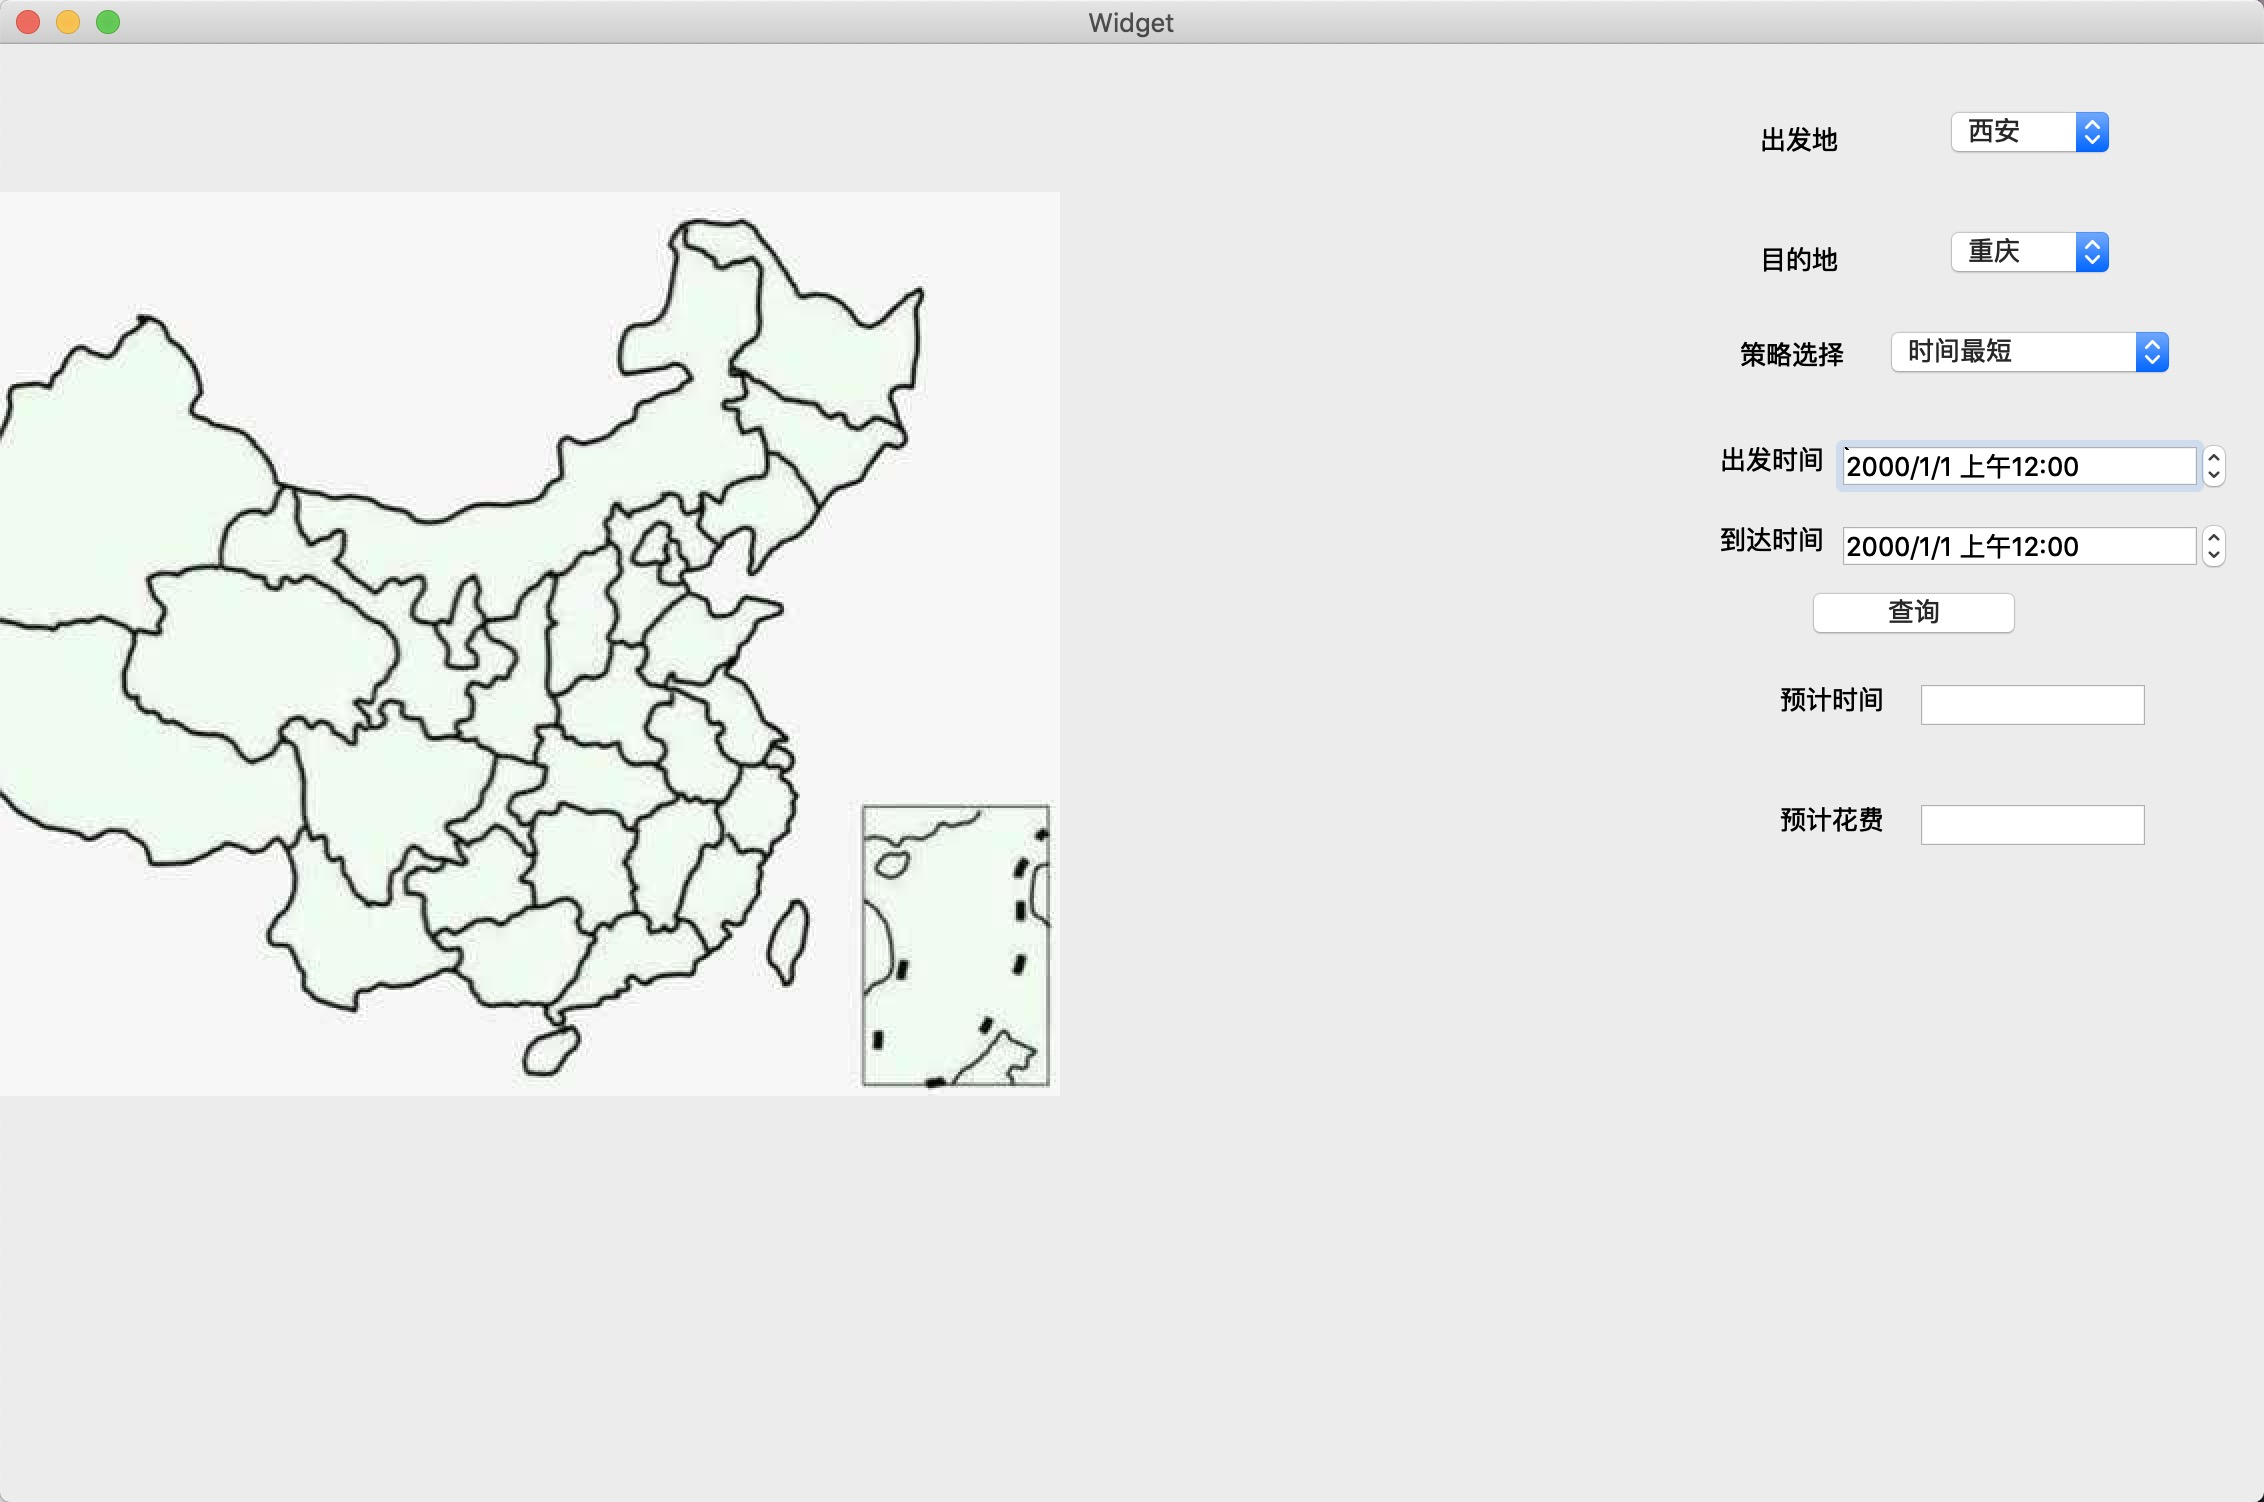 Widget
出发地 西安
目的地 重庆
策略选择 时间最短
出发时间 2000/1/1 上午12:00
到达时间 2000/1/1 上午12:00
查询
预计时间
预计花费